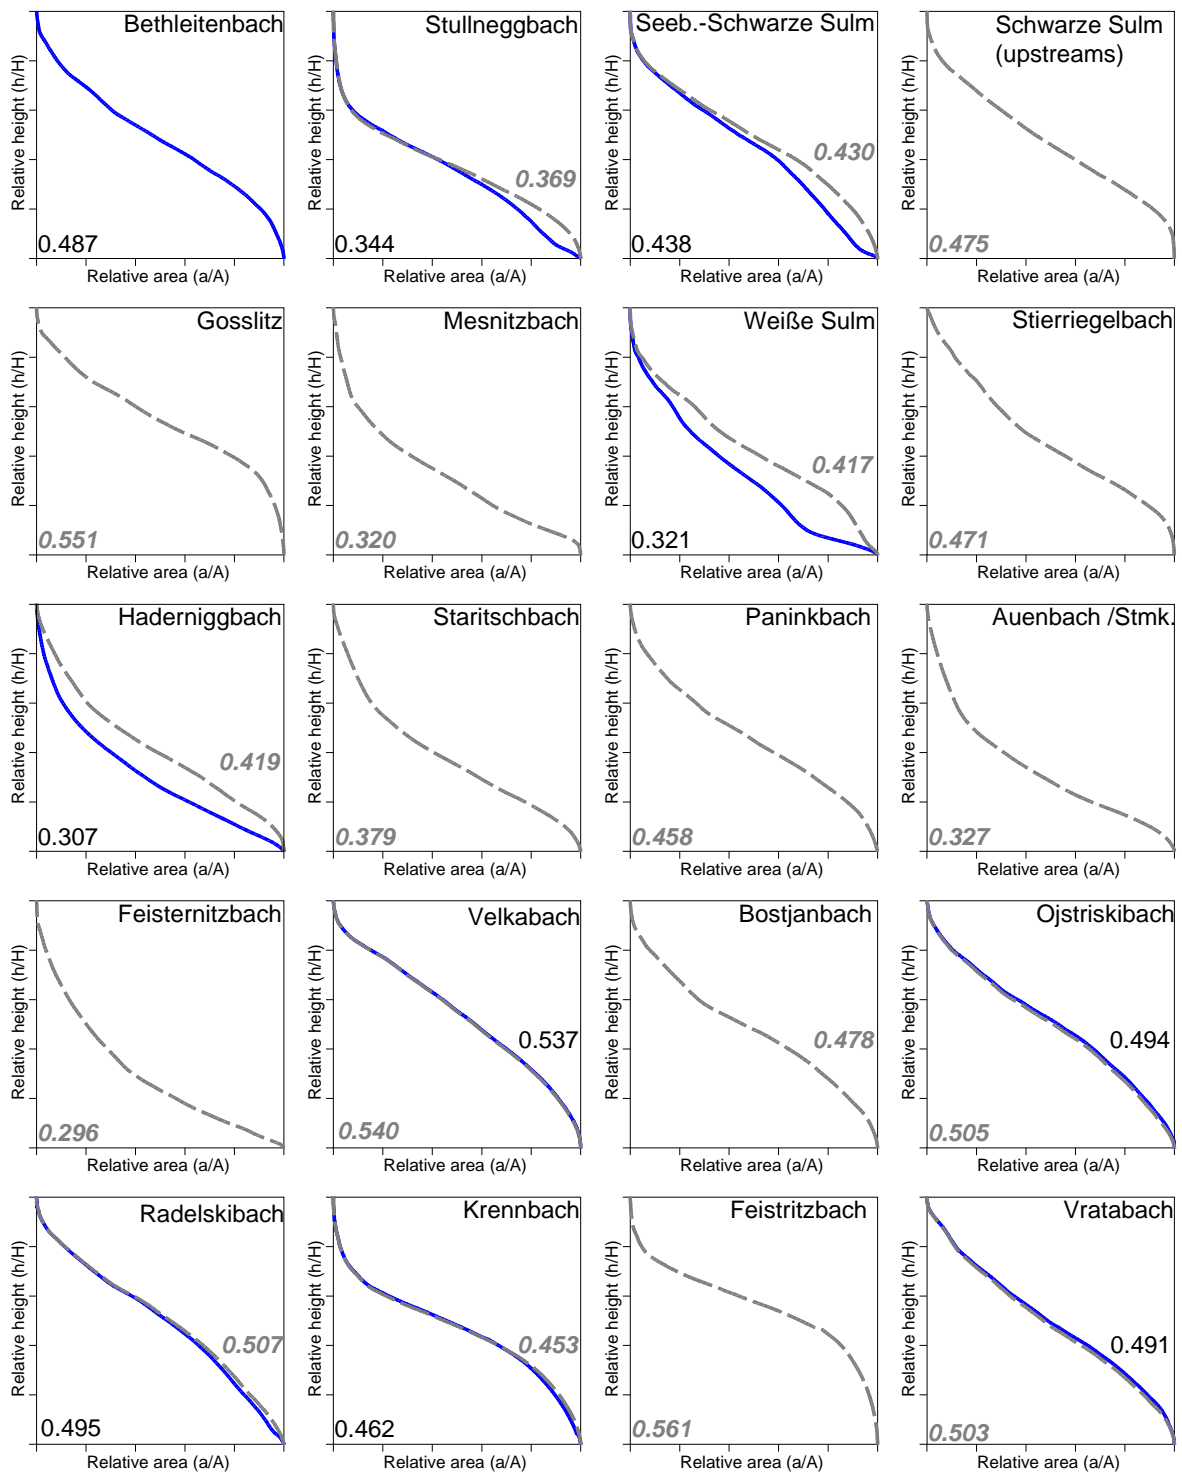 Bethleitenbach
Relative height (h/H)
0.487
Relative area (a/A)
Stullneggbach
Relative height (h/H)
0.369
0.344
Relative area (a/A)
Seeb.-Schwarze Sulm
Relative height (h/H)
0.430
0.438
Relative area (a/A)
Schwarze Sulm
(upstreams)
Relative height (h/H)
0.475
Relative area (a/A)
Gosslitz
Relative height (h/H)
0.551
Relative area (a/A)
Mesnitzbach
Relative height (h/H)
0.320
Relative area (a/A)
Weiße Sulm
Relative height (h/H)
0.417
0.321
Relative area (a/A)
Stierriegelbach
Relative height (h/H)
0.471
Relative area (a/A)
Haderniggbach
Relative height (h/H)
0.419
0.307
Relative area (a/A)
Staritschbach
Relative height (h/H)
0.379
Relative area (a/A)
Paninkbach
Relative height (h/H)
0.458
Relative area (a/A)
Auenbach /Stmk.
Relative height (h/H)
0.327
Relative area (a/A)
Feisternitzbach
Relative height (h/H)
0.296
Relative area (a/A)
Velkabach
Relative height (h/H)
0.537
0.540
Relative area (a/A)
Bostjanbach
Relative height (h/H)
0.478
Relative area (a/A)
Ojstriskibach
Relative height (h/H)
0.494
0.505
Relative area (a/A)
Radelskibach
Relative height (h/H)
0.507
0.495
Relative area (a/A)
Krennbach
Relative height (h/H)
0.453
0.462
Relative area (a/A)
Feistritzbach
Relative height (h/H)
0.561
Relative area (a/A)
Vratabach
Relative height (h/H)
0.491
0.503
Relative area (a/A)